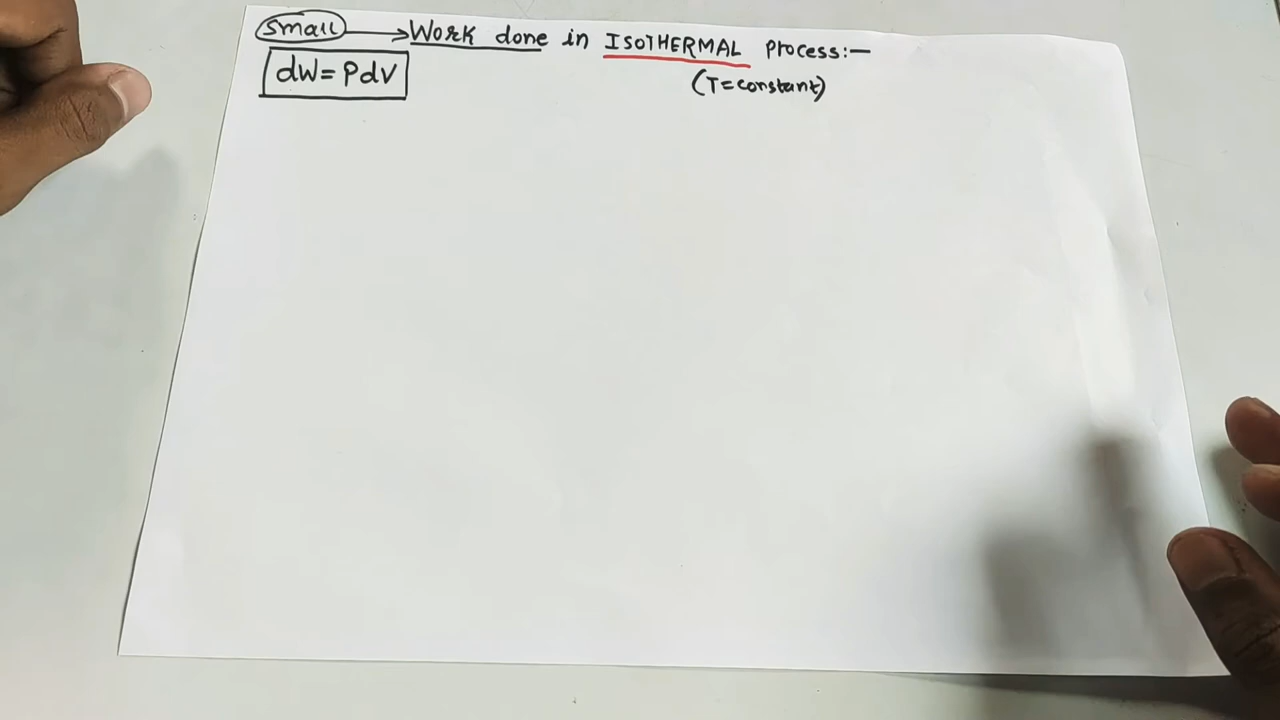 small → Work done in ISOTHERMAL process:—
dW = PdV
(T=constant)